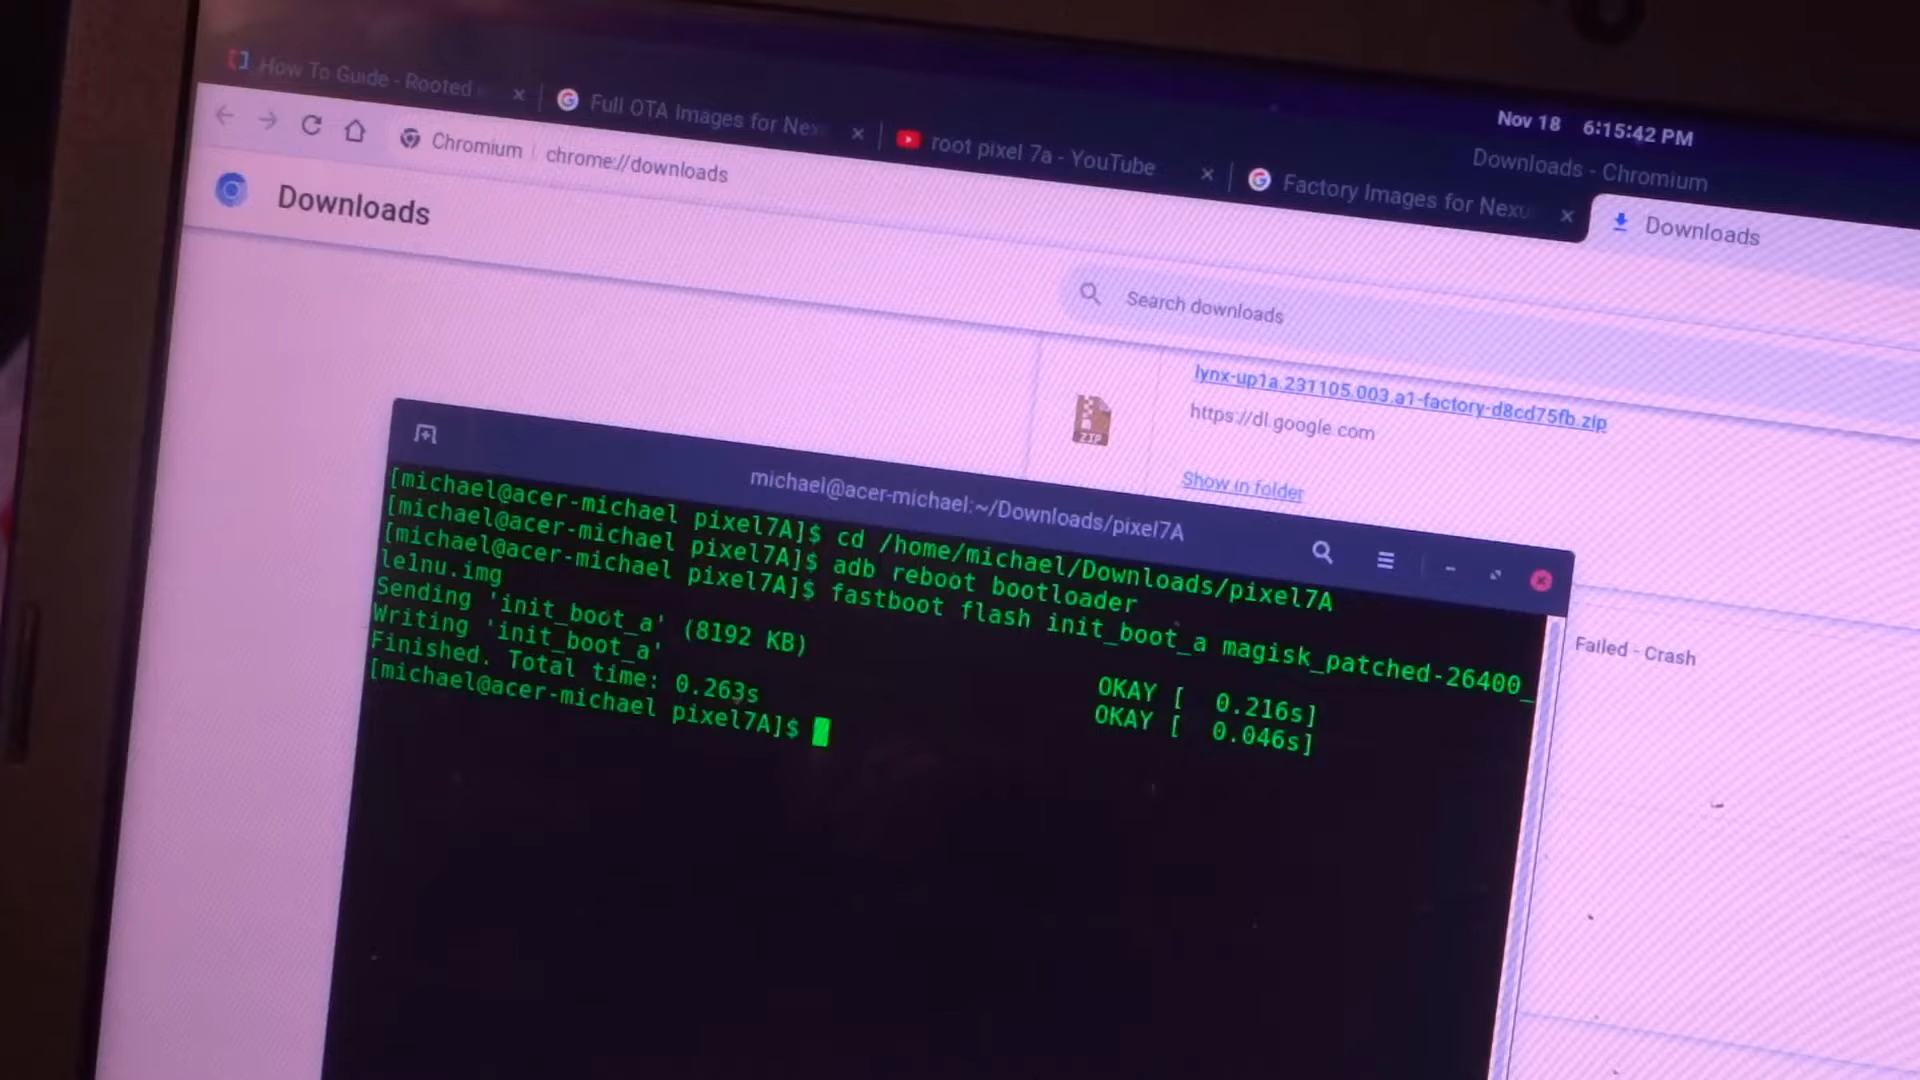 How To Guide - Rooted
Full OTA Images for Nex
root pixel 7a - YouTube
Factory Images for Nexu
Downloads
Nov 18 6:15:42 PM
Downloads - Chromium
Chromium chrome://downloads
Downloads
Search downloads
lynx-up1a.231105.003.a1-factory-d8cd75fb.zip
https://dl.google.com
Show in folder
ZIP
Failed - Crash
michael@acer-michael:~/Downloads/pixel7A
[michael@acer-michael pixel7A]$ cd /home/michael/Downloads/pixel7A
[michael@acer-michael pixel7A]$ adb reboot bootloader
[michael@acer-michael pixel7A]$ fastboot flash init_boot_a magisk_patched-26400_
le1nu.img
Sending 'init_boot_a' (8192 KB) OKAY [ 0.216s]
Writing 'init_boot_a' OKAY [ 0.046s]
Finished. Total time: 0.263s
[michael@acer-michael pixel7A]$